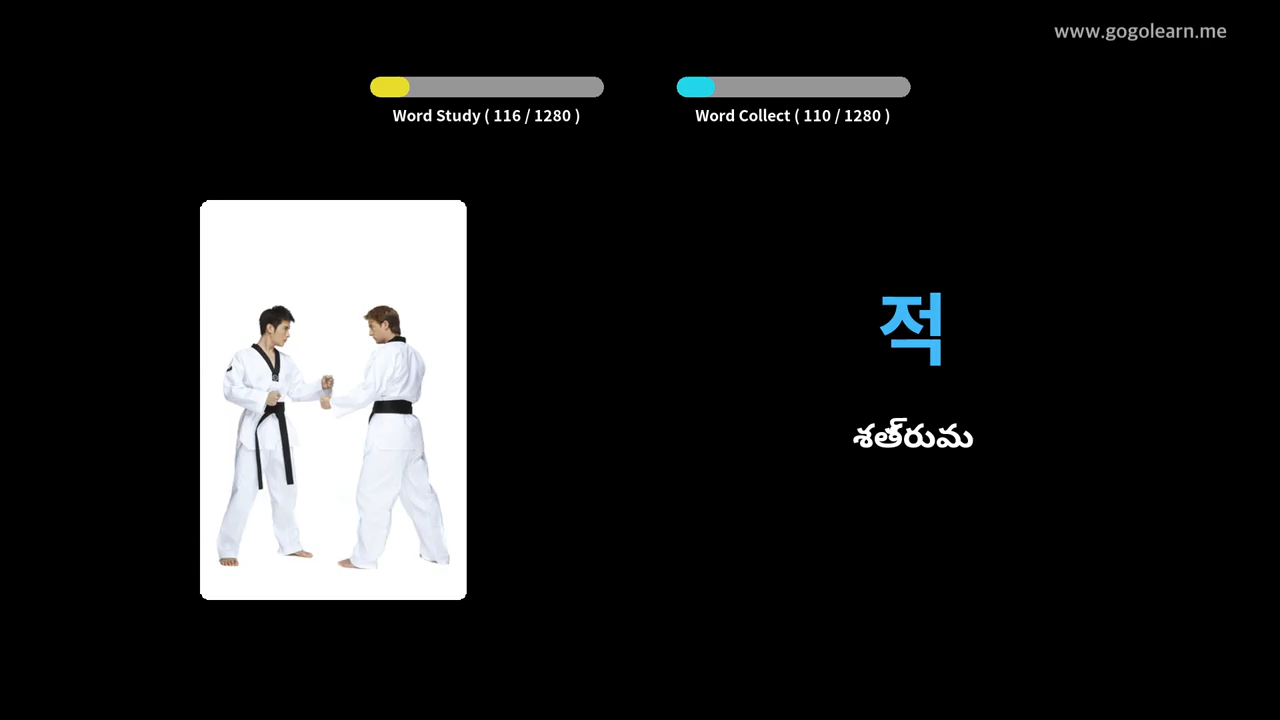 www.gogolearn.me
Word Study ( 116 / 1280 )
Word Collect ( 110 / 1280 )
적
శత్రువు